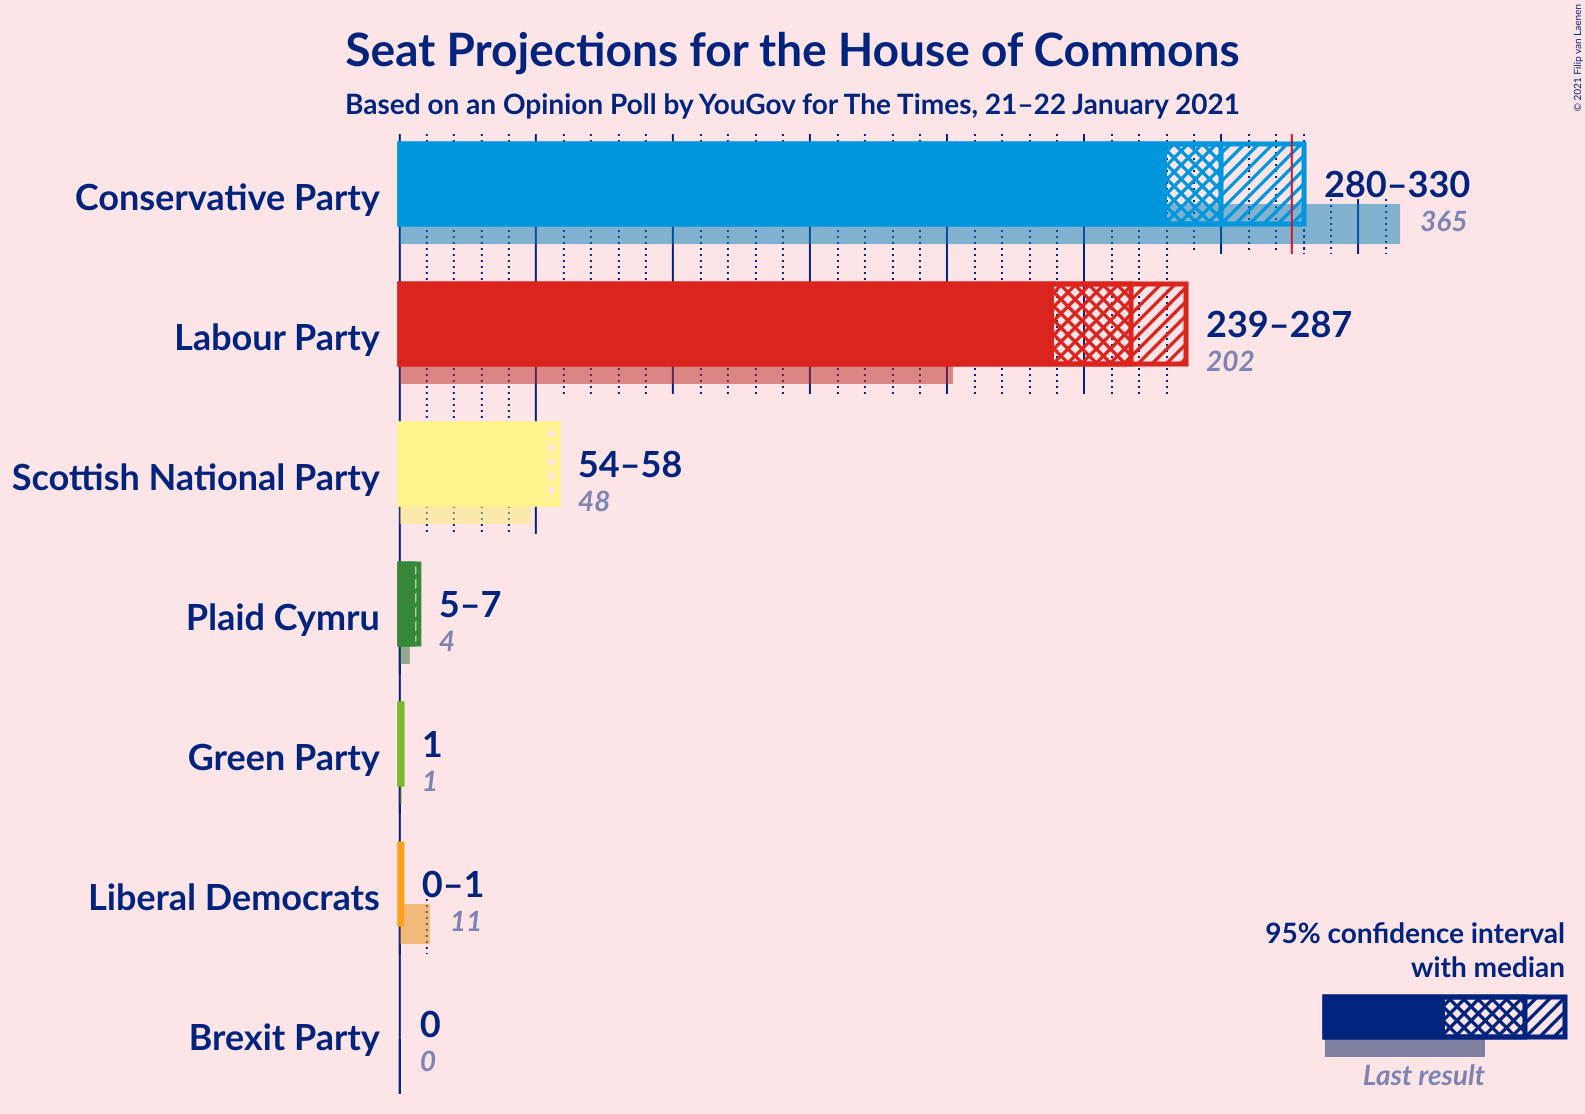 Seat Projections for the House of Commons
Based on an Opinion Poll by YouGov for The Times, 21–22 January 2021
© 2021 Filip van Laenen
Conservative Party
280–330
365
Labour Party
239–287
202
Scottish National Party
54–58
48
Plaid Cymru
5–7
4
Green Party
1
1
Liberal Democrats
0–1
11
Brexit Party
0
0
95% confidence interval
with median
Last result